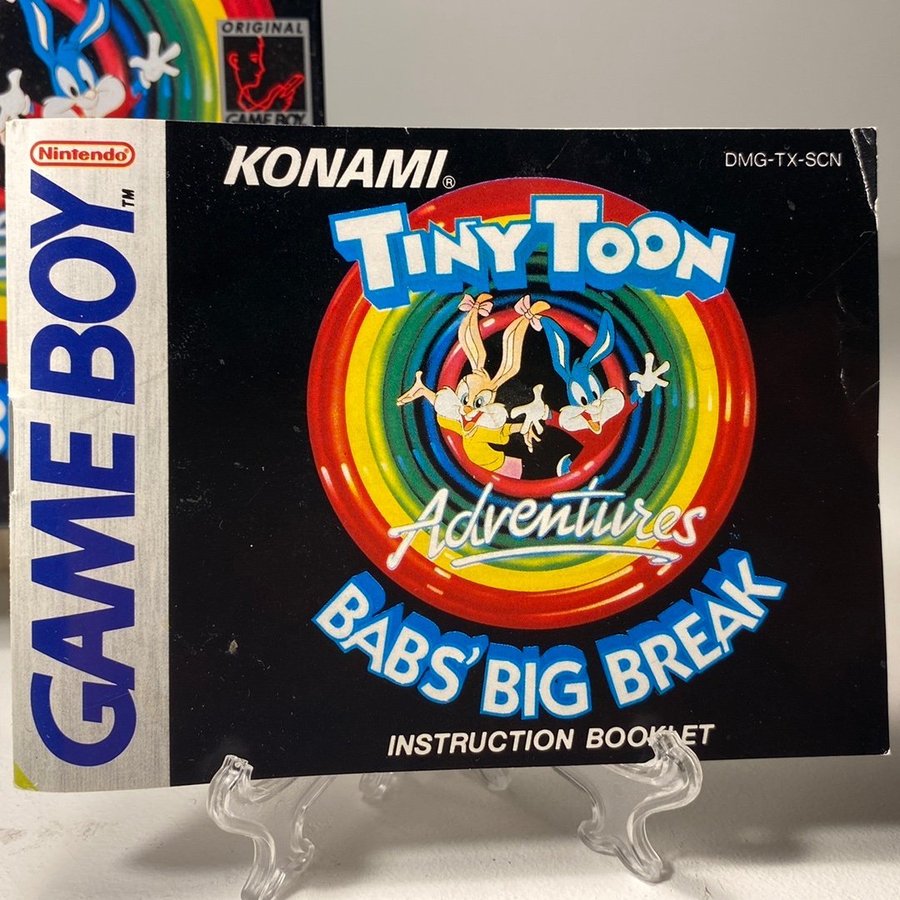 ORIGINAL
GAME BOY
Nintendo
GAME BOY™
KONAMI®
DMG-TX-SCN
TINY TOON
Adventures
BABS' BIG BREAK
INSTRUCTION BOOKLET